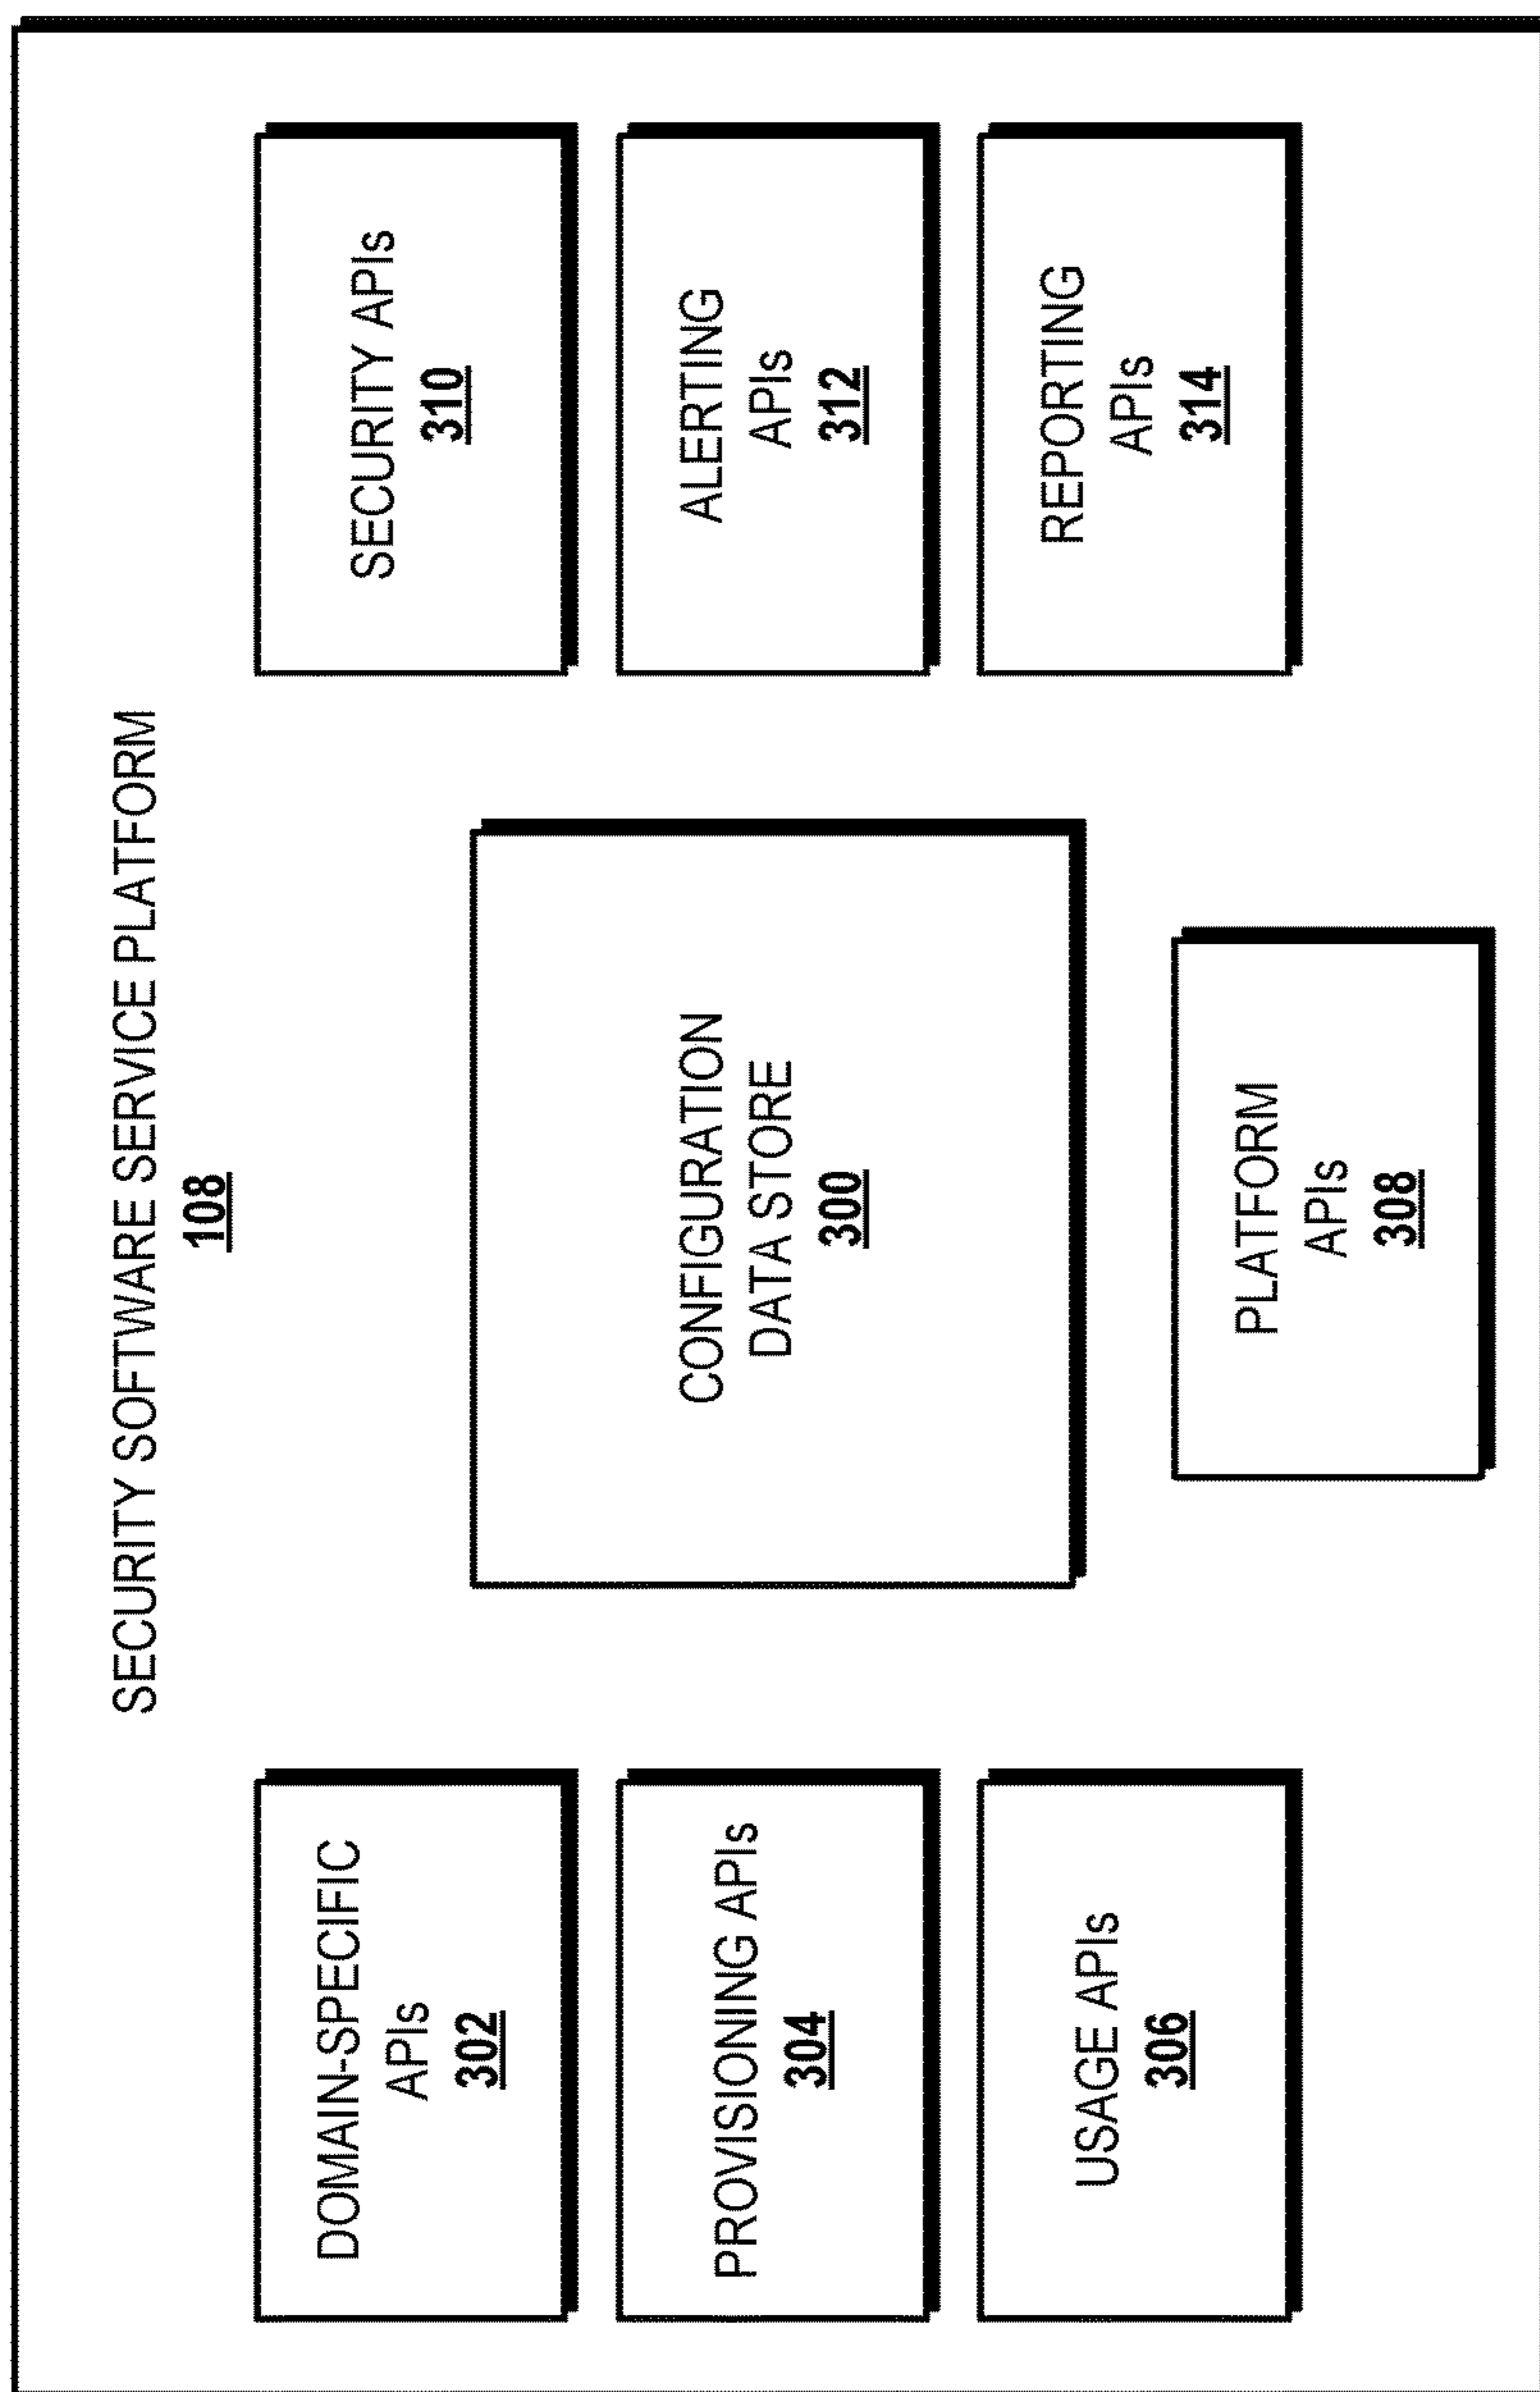 SECURITY SOFTWARE SERVICE PLATFORM
108
DOMAIN-SPECIFIC
APIs
302
PROVISIONING APIs
304
USAGE APIs
306
CONFIGURATION
DATA STORE
300
PLATFORM
APIs
308
SECURITY APIs
310
ALERTING
APIs
312
REPORTING
APIs
314